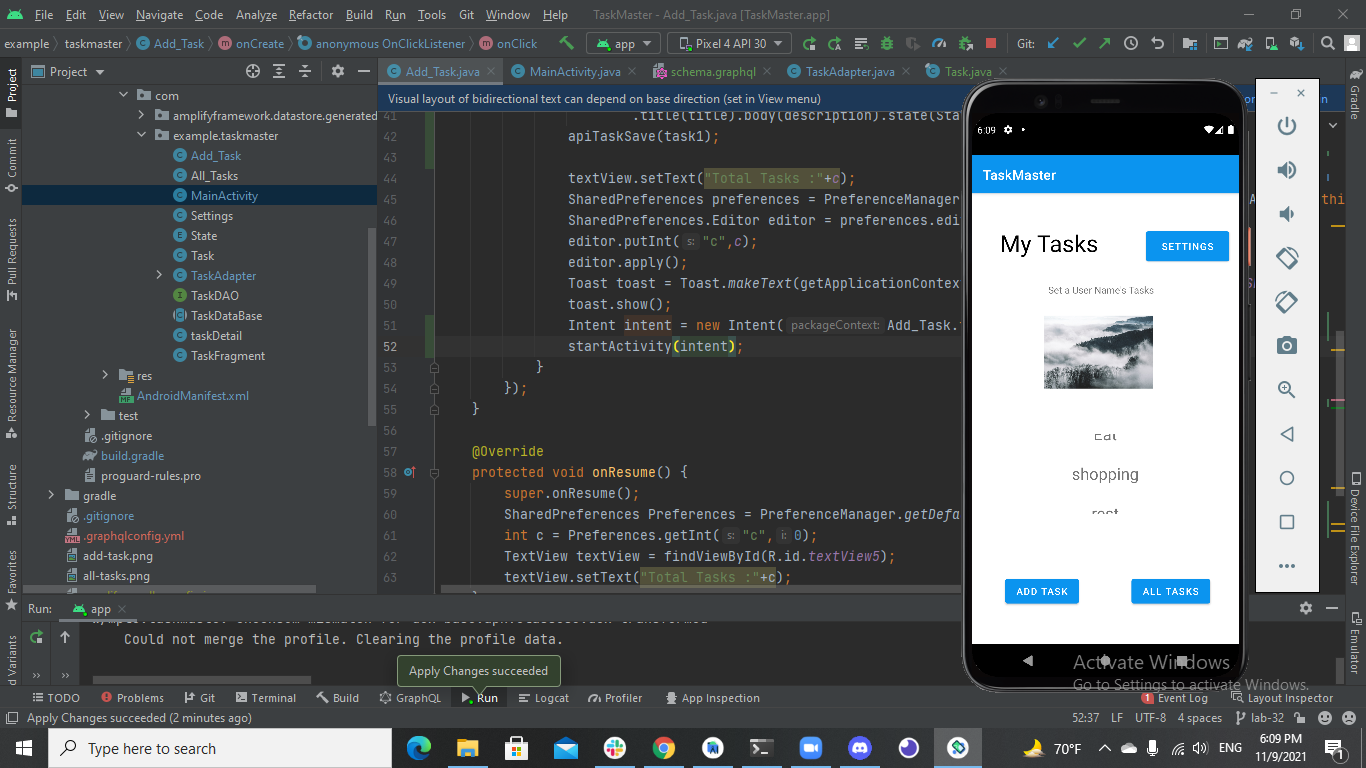 File Edit View Navigate Code Analyze Refactor Build Run Tools Git Window Help TaskMaster - Add_Task.java [TaskMaster.app]
example taskmaster Add_Task onCreate anonymous OnClickListener onClick app Pixel 4 API 30 Git:
Project
Add_Task.java MainActivity.java schema.graphql TaskAdapter.java Task.java
Visual layout of bidirectional text can depend on base direction (set in View menu)
com
amplifyframework.datastore.generated
example.taskmaster
Add_Task
All_Tasks
MainActivity
Settings
State
Task
TaskAdapter
TaskDAO
TaskDataBase
taskDetail
TaskFragment
res
AndroidManifest.xml
test
.gitignore
build.gradle
proguard-rules.pro
gradle
.gitignore
.graphqlconfig.yml
add-task.png
all-tasks.png
Project
Commit
Pull Requests
Resource Manager
Structure
Favorites
41 .title(title).body(description).state(sta
42 apiTaskSave(task1);
43
44 textView.setText("Total Tasks :"+c);
45 SharedPreferences preferences = PreferenceManager
46 SharedPreferences.Editor editor = preferences.edi
47 editor.putInt( s: "c",c);
48 editor.apply();
49 Toast toast = Toast.makeText(getApplicationContex
50 toast.show();
51 Intent intent = new Intent( packageContext: Add_Task.
52 startActivity(intent);
53 }
54 });
55 }
56
57 @Override
58 protected void onResume() {
59 super.onResume();
60 SharedPreferences Preferences = PreferenceManager.getDefa
61 int c = Preferences.getInt( s: "c", i: 0);
62 TextView textView = findViewById(R.id.textView5);
63 textView.setText("Total Tasks :"+c);
6:09
TaskMaster
My Tasks SETTINGS
Set a User Name's Tasks
Eat
shopping
rest
ADD TASK ALL TASKS
Gradle
Device File Explorer
Emulator
Run: app
Could not merge the profile. Clearing the profile data.
Apply Changes succeeded
Activate Windows
Go to Settings to activate Windows.
TODO Problems Git Terminal Build GraphQL Run Logcat Profiler App Inspection 1 Event Log Layout Inspector
Apply Changes succeeded (2 minutes ago) 52:37 LF UTF-8 4 spaces lab-32
Type here to search 70°F ENG 6:09 PM
11/9/2021 1